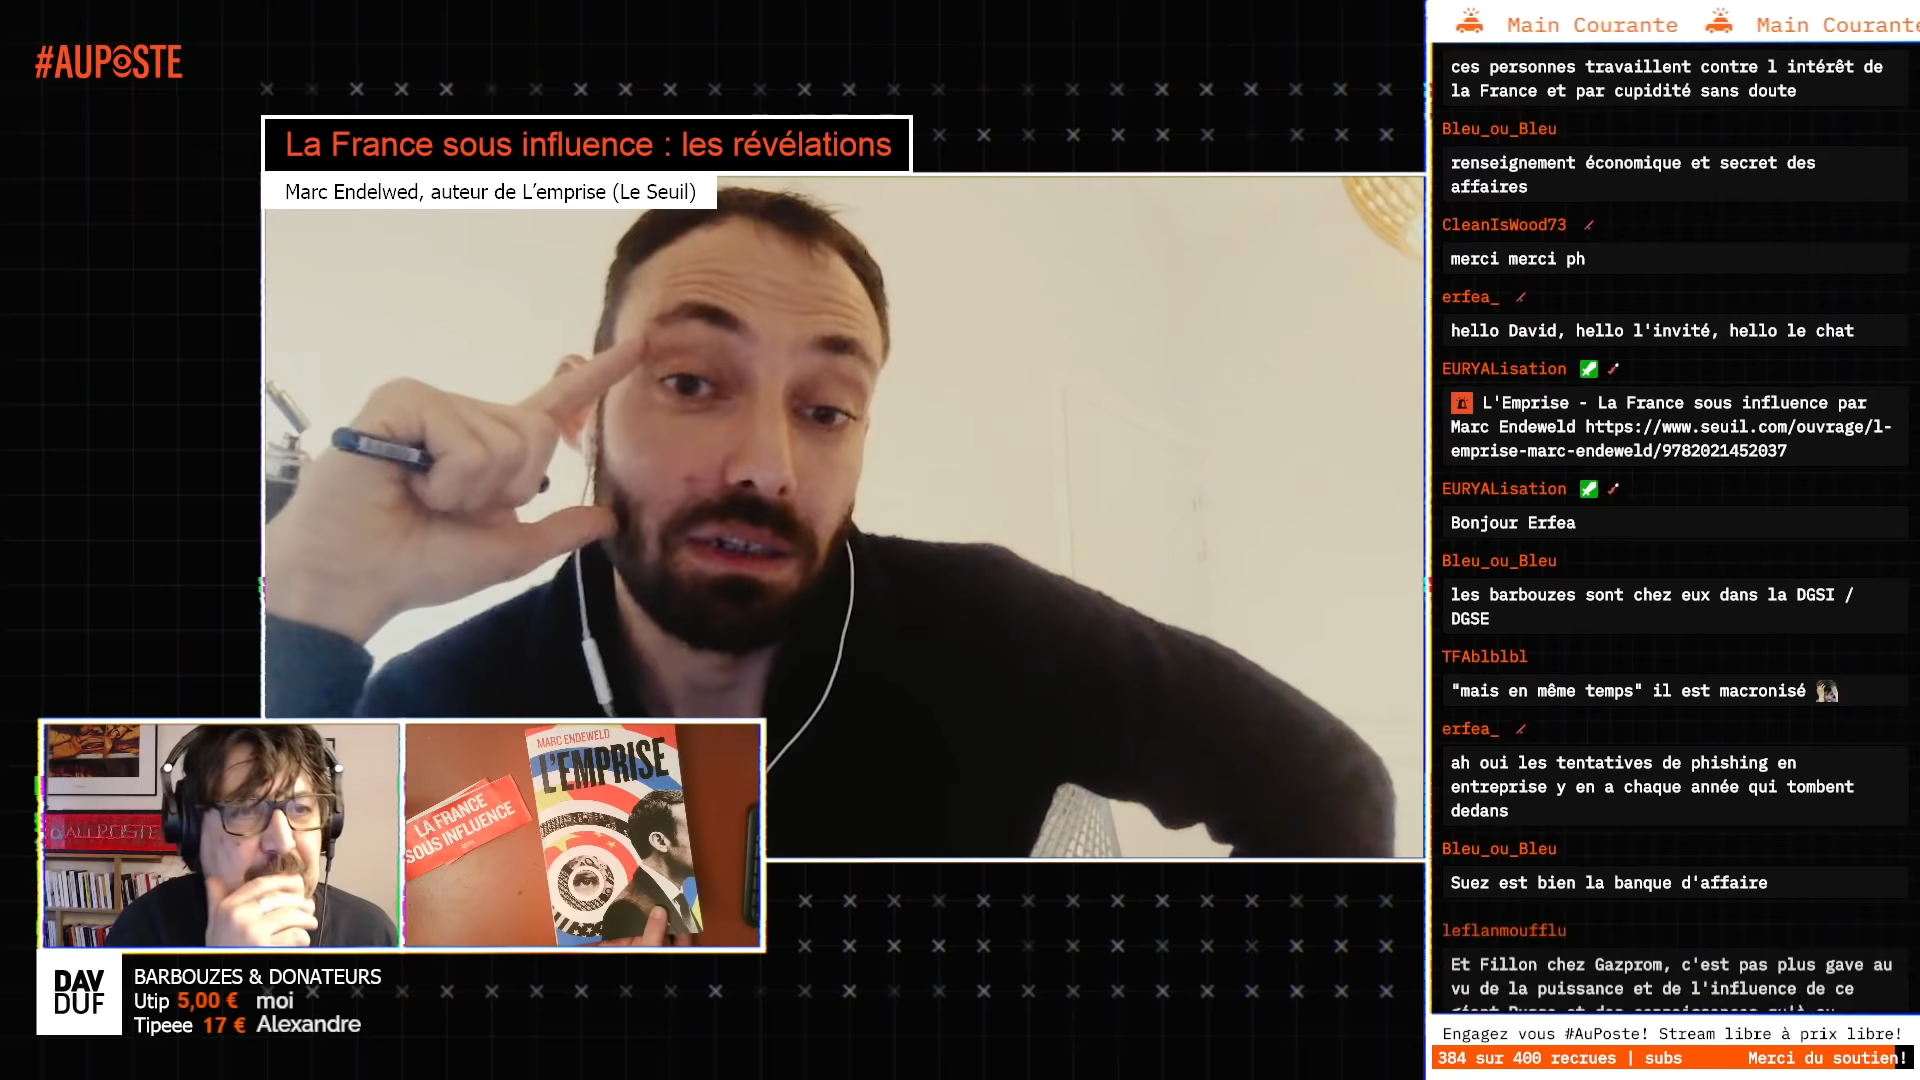 #AUPOSTE
La France sous influence : les révélations
Marc Endelwed, auteur de L’emprise (Le Seuil)
#AU POSTE
LA FRANCE
SOUS INFLUENCE
SEUIL
MARC ENDEWELD
L'EMPRISE
DAV
DUF
BARBOUZES & DONATEURS
Utip 5,00 € moi
Tipeee 17 € Alexandre
Main Courante Main Courante
ces personnes travaillent contre l intérêt de
la France et par cupidité sans doute
Bleu_ou_Bleu
renseignement économique et secret des
affaires
CleanIsWood73
merci merci ph
erfea_
hello David, hello l'invité, hello le chat
EURYALisation
L'Emprise - La France sous influence par
Marc Endeweld https://www.seuil.com/ouvrage/l-
emprise-marc-endeweld/9782021452037
EURYALisation
Bonjour Erfea
Bleu_ou_Bleu
les barbouzes sont chez eux dans la DGSI /
DGSE
TFAblblbl
"mais en même temps" il est macronisé
erfea_
ah oui les tentatives de phishing en
entreprise y en a chaque année qui tombent
dedans
Bleu_ou_Bleu
Suez est bien la banque d'affaire
leflanmoufflu
Et Fillon chez Gazprom, c'est pas plus gave au
vu de la puissance et de l'influence de ce
Engagez vous #AuPoste! Stream libre à prix libre!
384 sur 400 recrues | subs Merci du soutien!